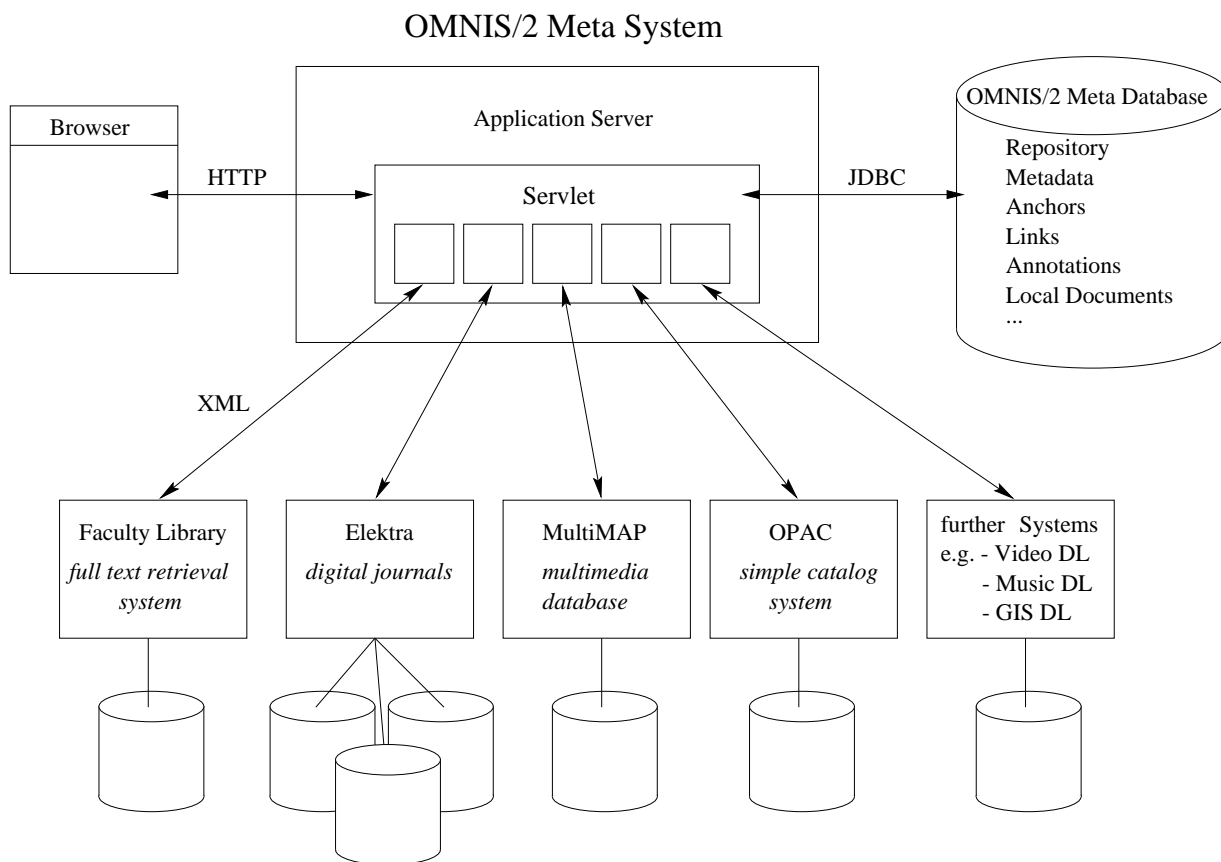 OMNIS/2 Meta System
Browser
Application Server
OMNIS/2 Meta Database
Repository
Metadata
Anchors
Links
Annotations
Local Documents
...
HTTP
Servlet
JDBC
XML
Faculty Library
full text retrieval
system
Elektra
digital journals
MultiMAP
multimedia
database
OPAC
simple catalog
system
further Systems
e.g. - Video DL
- Music DL
- GIS DL